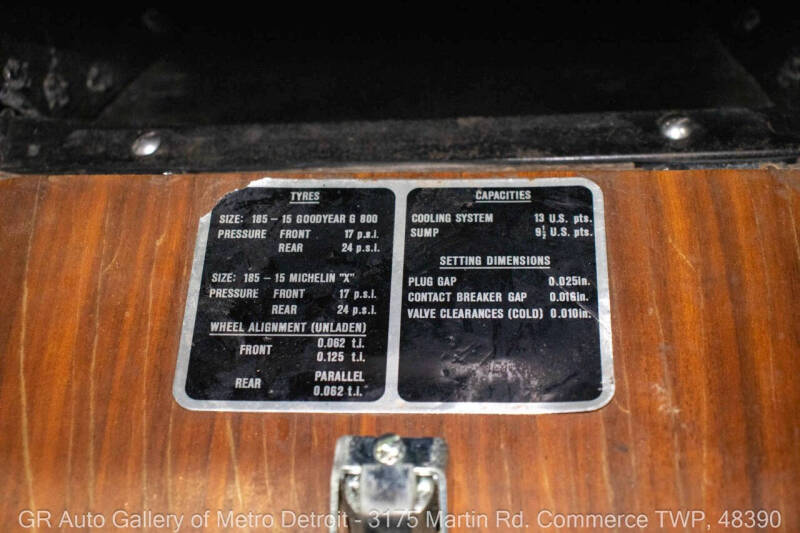 TYRES
SIZE: 185 – 15 GOODYEAR G 800
PRESSURE FRONT 17 p.s.i.
REAR 24 p.s.i.
SIZE: 185 – 15 MICHELIN "X"
PRESSURE FRONT 17 p.s.i.
REAR 24 p.s.i.
WHEEL ALIGNMENT (UNLADEN)
FRONT 0.062 t.i.
0.125 t.i.
REAR PARALLEL
0.062 t.i.
CAPACITIES
COOLING SYSTEM 13 U.S. pts.
SUMP 9½ U.S. pts.
SETTING DIMENSIONS
PLUG GAP 0.025in.
CONTACT BREAKER GAP 0.016in.
VALVE CLEARANCES (COLD) 0.010in.
GR Auto Gallery of Metro Detroit - 3175 Martin Rd. Commerce TWP, 48390